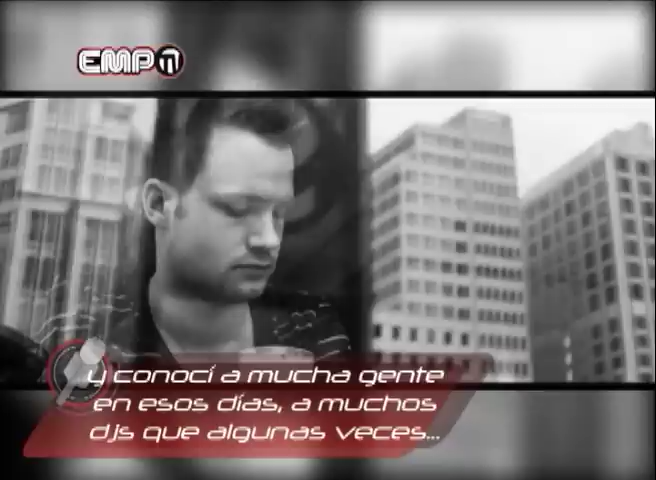 EMP
y conocí a mucha gente
en esos días, a muchos
djs que algunas veces...